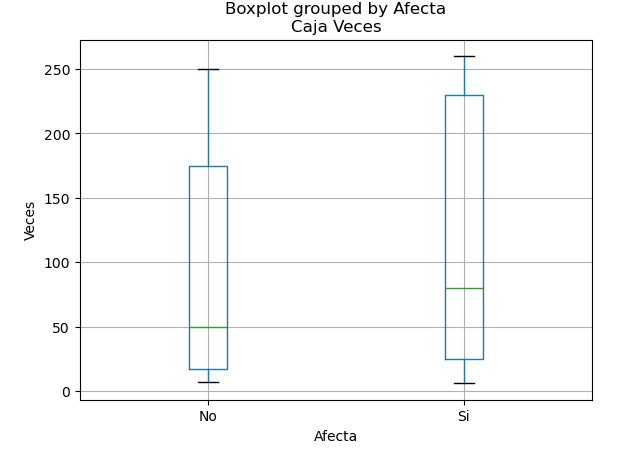 Boxplot grouped by Afecta
Caja Veces
250
200
150
100
50
0
Veces
No
Si
Afecta